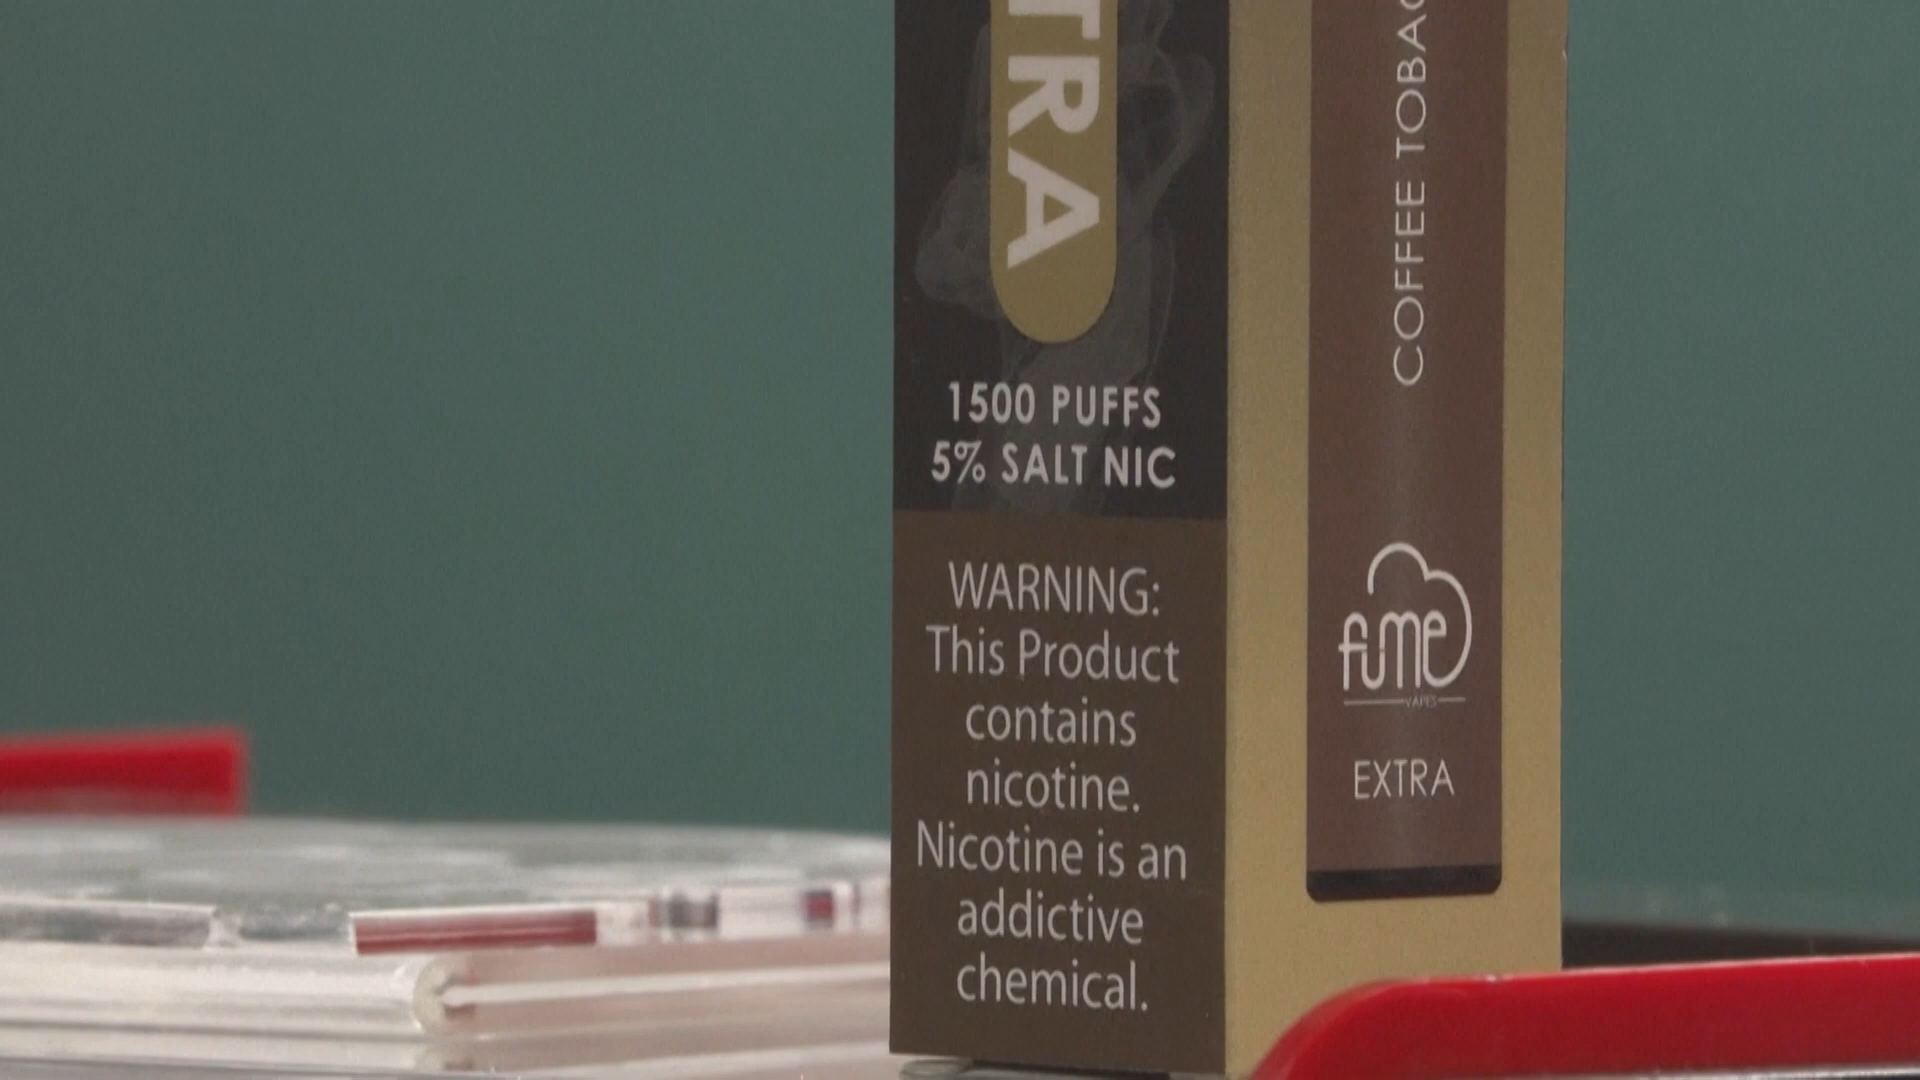 TRA
1500 PUFFS
5% SALT NIC
WARNING:
This Product
contains
nicotine.
Nicotine is an
addictive
chemical.
COFFEE TOBAC
fume
VAPES
EXTRA